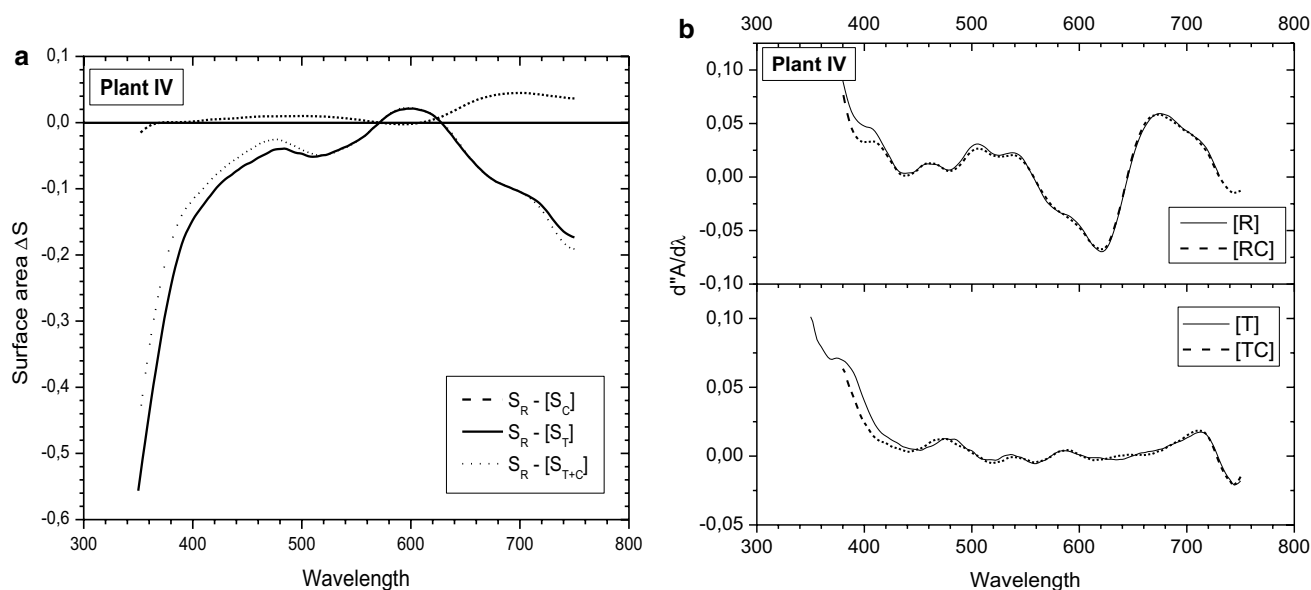 a
0,1
0,0
-0,1
-0,2
-0,3
-0,4
-0,5
-0,6
Surface area ΔS
Plant IV
S_R - [S_C]
S_R - [S_T]
S_R - [S_T+C]
300 400 500 600 700 800
Wavelength
b
300 400 500 600 700 800
Plant IV
0,10
0,05
0,00
-0,05
-0,10
[R]
[RC]
d"A/dλ
0,10
0,05
0,00
-0,05
[T]
[TC]
300 400 500 600 700 800
Wavelength